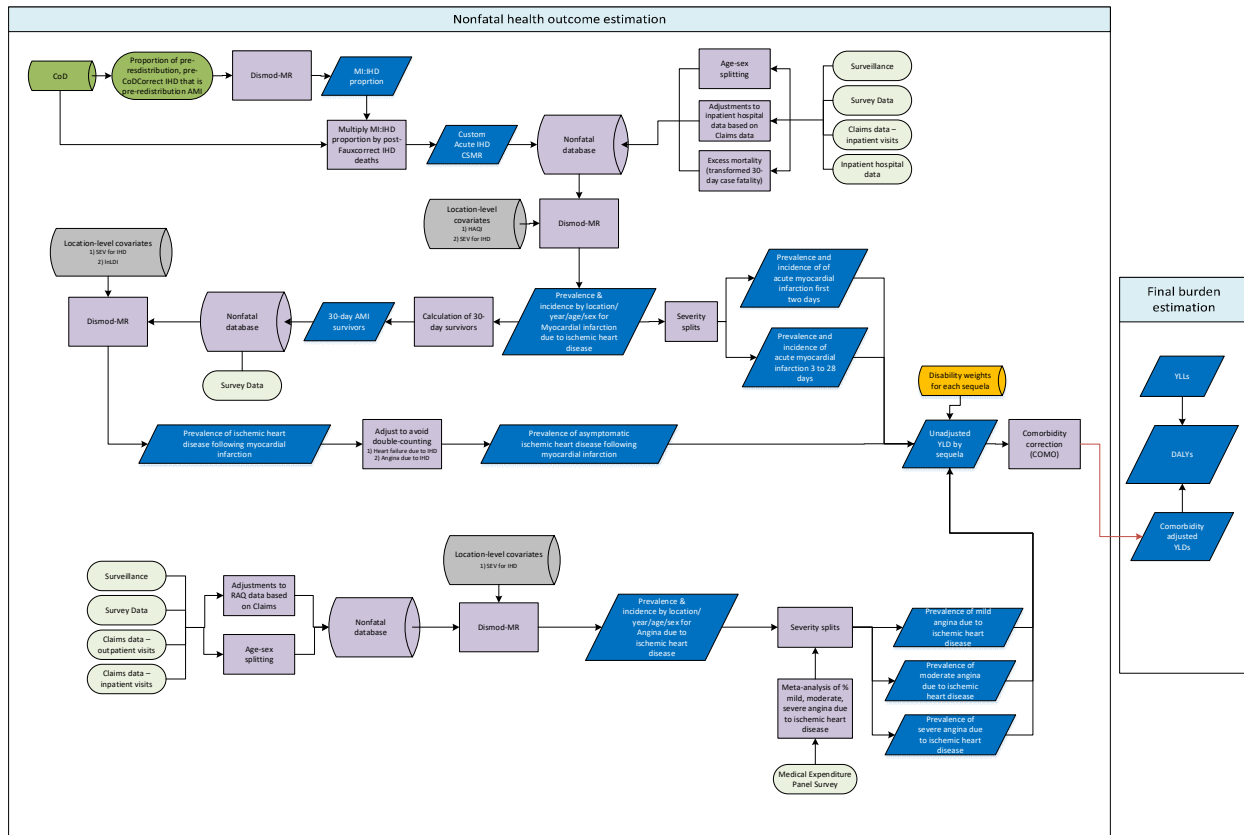 Nonfatal health outcome estimation
CoD
Proportion of pre-
resdistribution, pre-
CoDCorrect IHD that is
pre-redistribution AMI
Dismod-MR
MI:IHD
proprtion
Multiply MI:IHD
proportion by post-
Fauxcorrect IHD
deaths
Custom
Acute IHD
CSMR
Nonfatal
database
Age-sex
splitting
Adjustments to
inpatient hospital
data based on
Claims data
Excess mortality
(transformed 30-
day case fatality)
Surveillance
Survey Data
Claims data –
inpatient visits
Inpatient hospital
data
Location-level
covariates
1) HAQI
2) SEV for IHD
Dismod-MR
Location-level covariates
1) SEV for IHD
2) lnLDI
Dismod-MR
Nonfatal
database
Survey Data
30-day AMI
survivors
Calculation of 30-
day survivors
Prevalence &
incidence by location/
year/age/sex for
Myocardial infarction
due to ischemic heart
disease
Severity
splits
Prevalence and
incidence of of
acute myocardial
infarction first
two days
Prevalence and
incidence of
acute myocardial
infarction 3 to 28
days
Disability weights
for each sequela
Prevalence of ischemic heart
disease following myocardial
infarction
Adjust to avoid
double-counting
1) Heart failure due to IHD
2) Angina due to IHD
Prevalence of asymptomatic
ischemic heart disease following
myocardial infarction
Unadjusted
YLD by
sequela
Comorbidity
correction
(COMO)
Final burden
estimation
YLLs
DALYs
Comorbidity
adjusted
YLDs
Surveillance
Survey Data
Claims data –
outpatient visits
Claims data –
inpatient visits
Adjustments to
RAQ data based
on Claims
Age-sex
splitting
Nonfatal
database
Location-level covariates
1) SEV for IHD
Dismod-MR
Prevalence &
incidence by location/
year/age/sex for
Angina due to
ischemic heart
disease
Severity splits
Meta-analysis of %
mild, moderate,
severe angina due
to ischemic heart
disease
Medical Expenditure
Panel Survey
Prevalence of mild
angina due to
ischemic heart
disease
Prevalence of
moderate angina
due to ischemic
heart disease
Prevalence of
severe angina due
to ischemic heart
disease